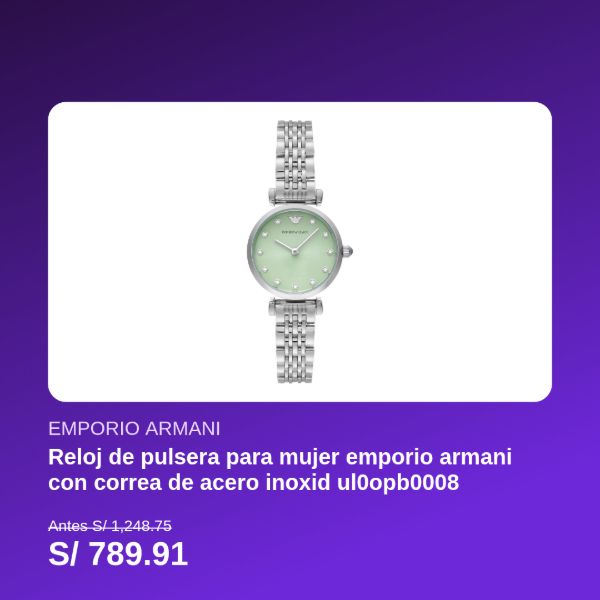 EMPORIO ARMANI
Reloj de pulsera para mujer emporio armani
con correa de acero inoxid ul0opb0008
Antes S/ 1,248.75
S/ 789.91